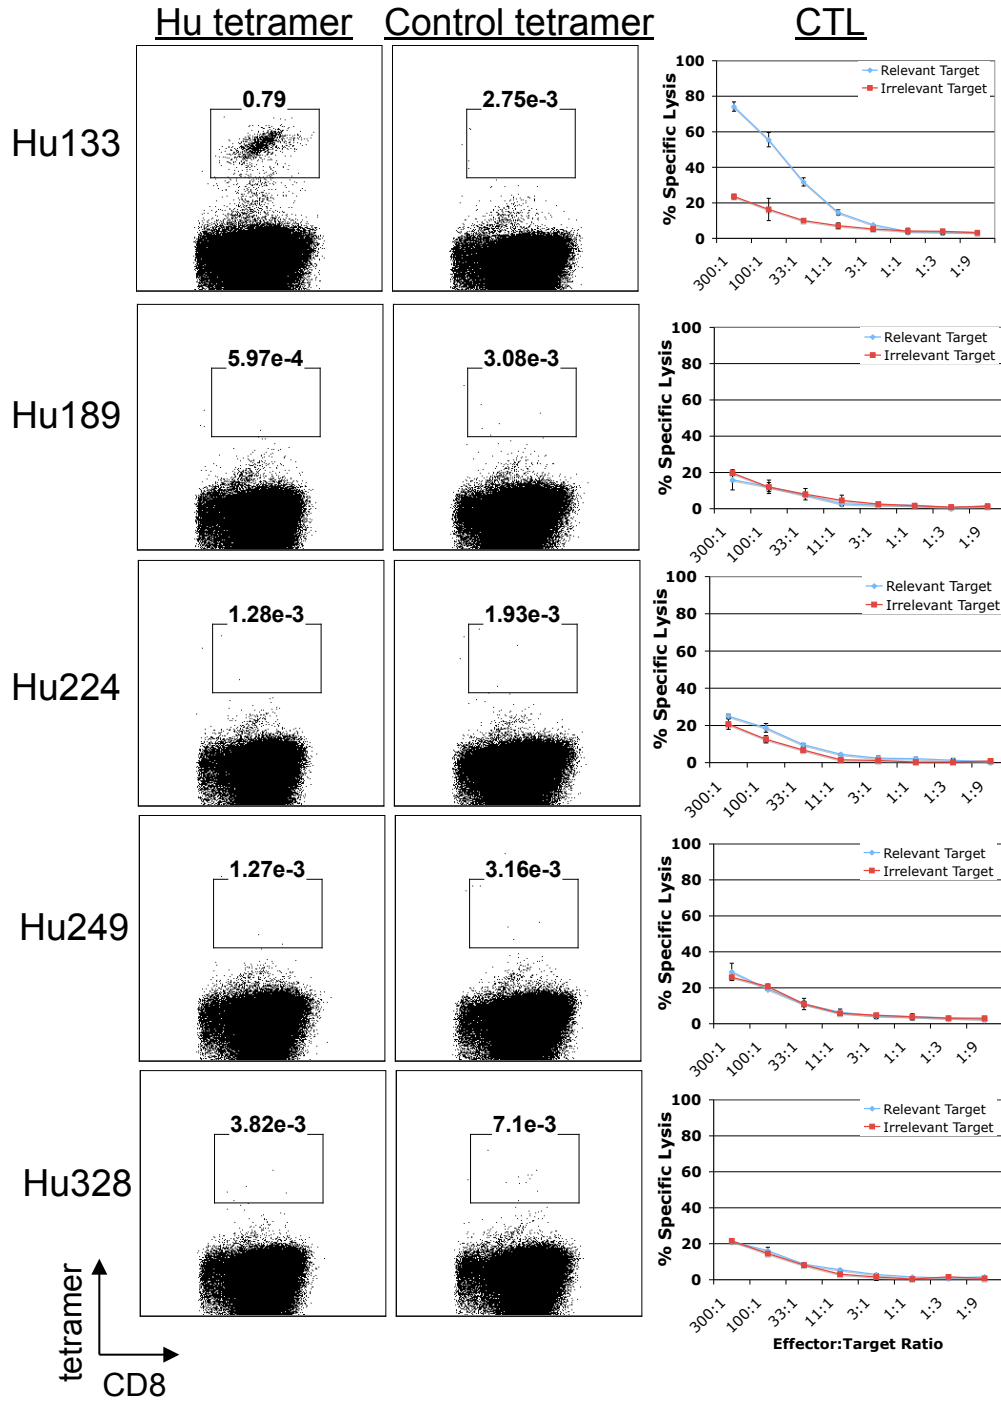 Hu tetramer Control tetramer CTL
Hu133
0.79
2.75e-3
100
80
60
40
20
0
% Specific Lysis
Relevant Target
Irrelevant Target
300:1 100:1 33:1 11:1 3:1 1:1 1:3 1:9
Hu189
5.97e-4
3.08e-3
100
80
60
40
20
0
% Specific Lysis
Relevant Target
Irrelevant Target
300:1 100:1 33:1 11:1 3:1 1:1 1:3 1:9
Hu224
1.28e-3
1.93e-3
100
80
60
40
20
0
% Specific Lysis
Relevant Target
Irrelevant Target
300:1 100:1 33:1 11:1 3:1 1:1 1:3 1:9
Hu249
1.27e-3
3.16e-3
100
80
60
40
20
0
% Specific Lysis
Relevant Target
Irrelevant Target
300:1 100:1 33:1 11:1 3:1 1:1 1:3 1:9
Hu328
3.82e-3
7.1e-3
100
80
60
40
20
0
% Specific Lysis
Relevant Target
Irrelevant Target
300:1 100:1 33:1 11:1 3:1 1:1 1:3 1:9
Effector:Target Ratio
tetramer
CD8